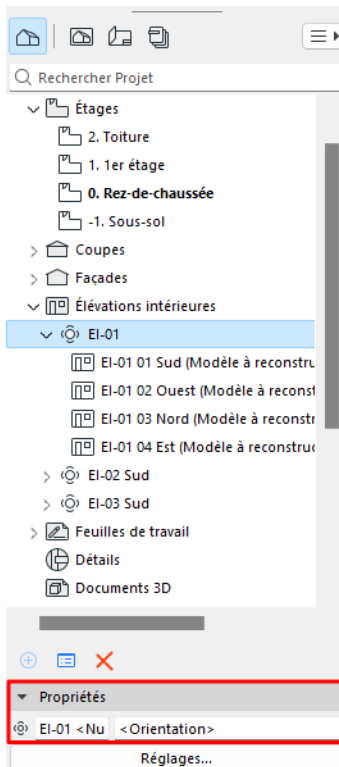 Rechercher Projet
Étages
2. Toiture
1. 1er étage
0. Rez-de-chaussée
-1. Sous-sol
Coupes
Façades
Élévations intérieures
EI-01
EI-01 01 Sud (Modèle à reconstru
EI-01 02 Ouest (Modèle à reconst
EI-01 03 Nord (Modèle à reconstr
EI-01 04 Est (Modèle à reconstruc
EI-02 Sud
EI-03 Sud
Feuilles de travail
Détails
Documents 3D
Propriétés
EI-01 <Nu <Orientation>
Réglages...